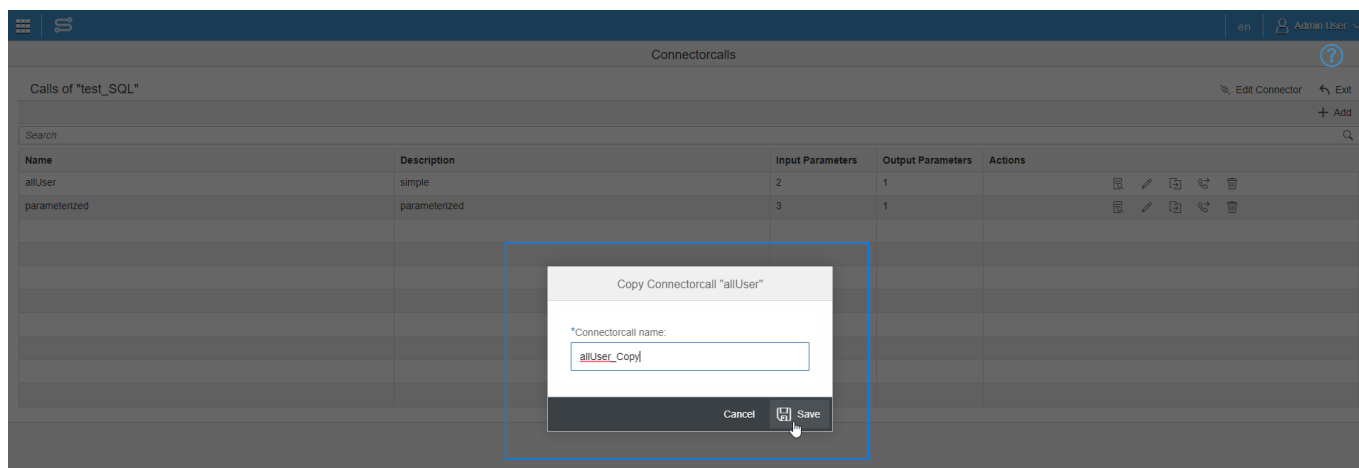 en Admin User
Connectorcalls
?
Calls of "test_SQL" Edit Connector Exit
+ Add
Search
Name Description Input Parameters Output Parameters Actions
allUser simple 2 1
parameterized parameterized 3 1
Copy Connectorcall "allUser"
*Connectorcall name:
allUser_Copy
Cancel Save